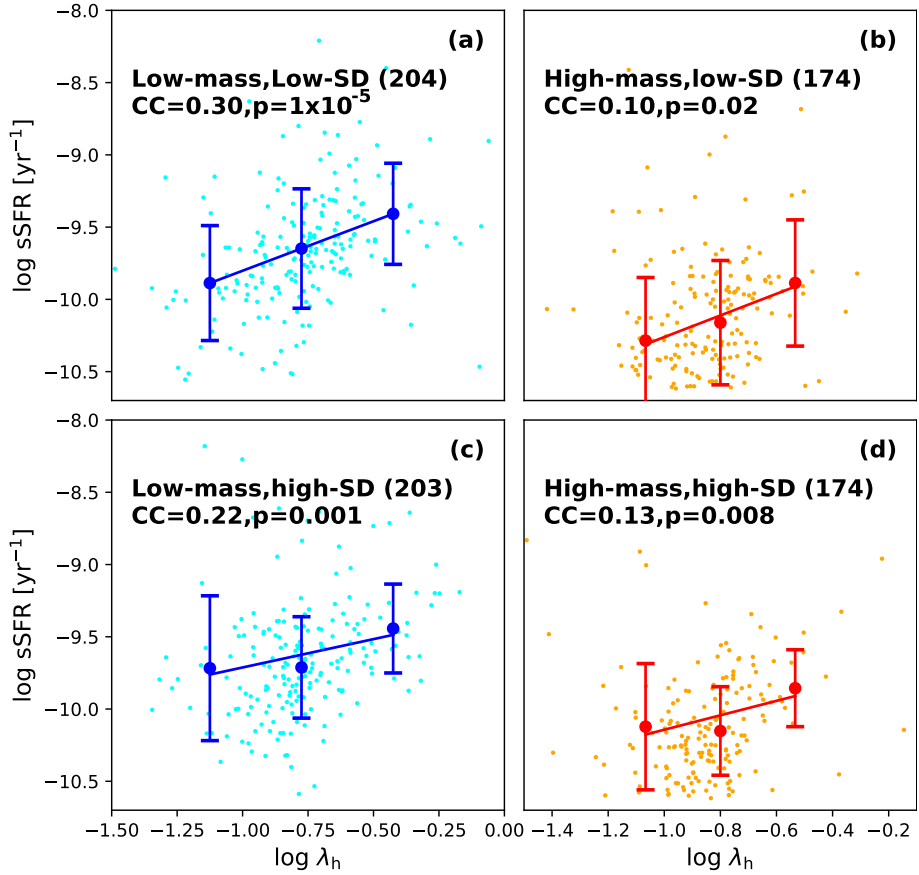 (a)
Low-mass,Low-SD (204)
CC=0.30,p=1x10⁻⁵
−8.0
−8.5
−9.0
−9.5
−10.0
−10.5
log sSFR [yr⁻¹]
(b)
High-mass,low-SD (174)
CC=0.10,p=0.02
(c)
Low-mass,high-SD (203)
CC=0.22,p=0.001
−8.0
−8.5
−9.0
−9.5
−10.0
−10.5
log sSFR [yr⁻¹]
−1.50 −1.25 −1.00 −0.75 −0.50 −0.25 0.00
log λh
(d)
High-mass,high-SD (174)
CC=0.13,p=0.008
−1.4 −1.2 −1.0 −0.8 −0.6 −0.4 −0.2
log λh